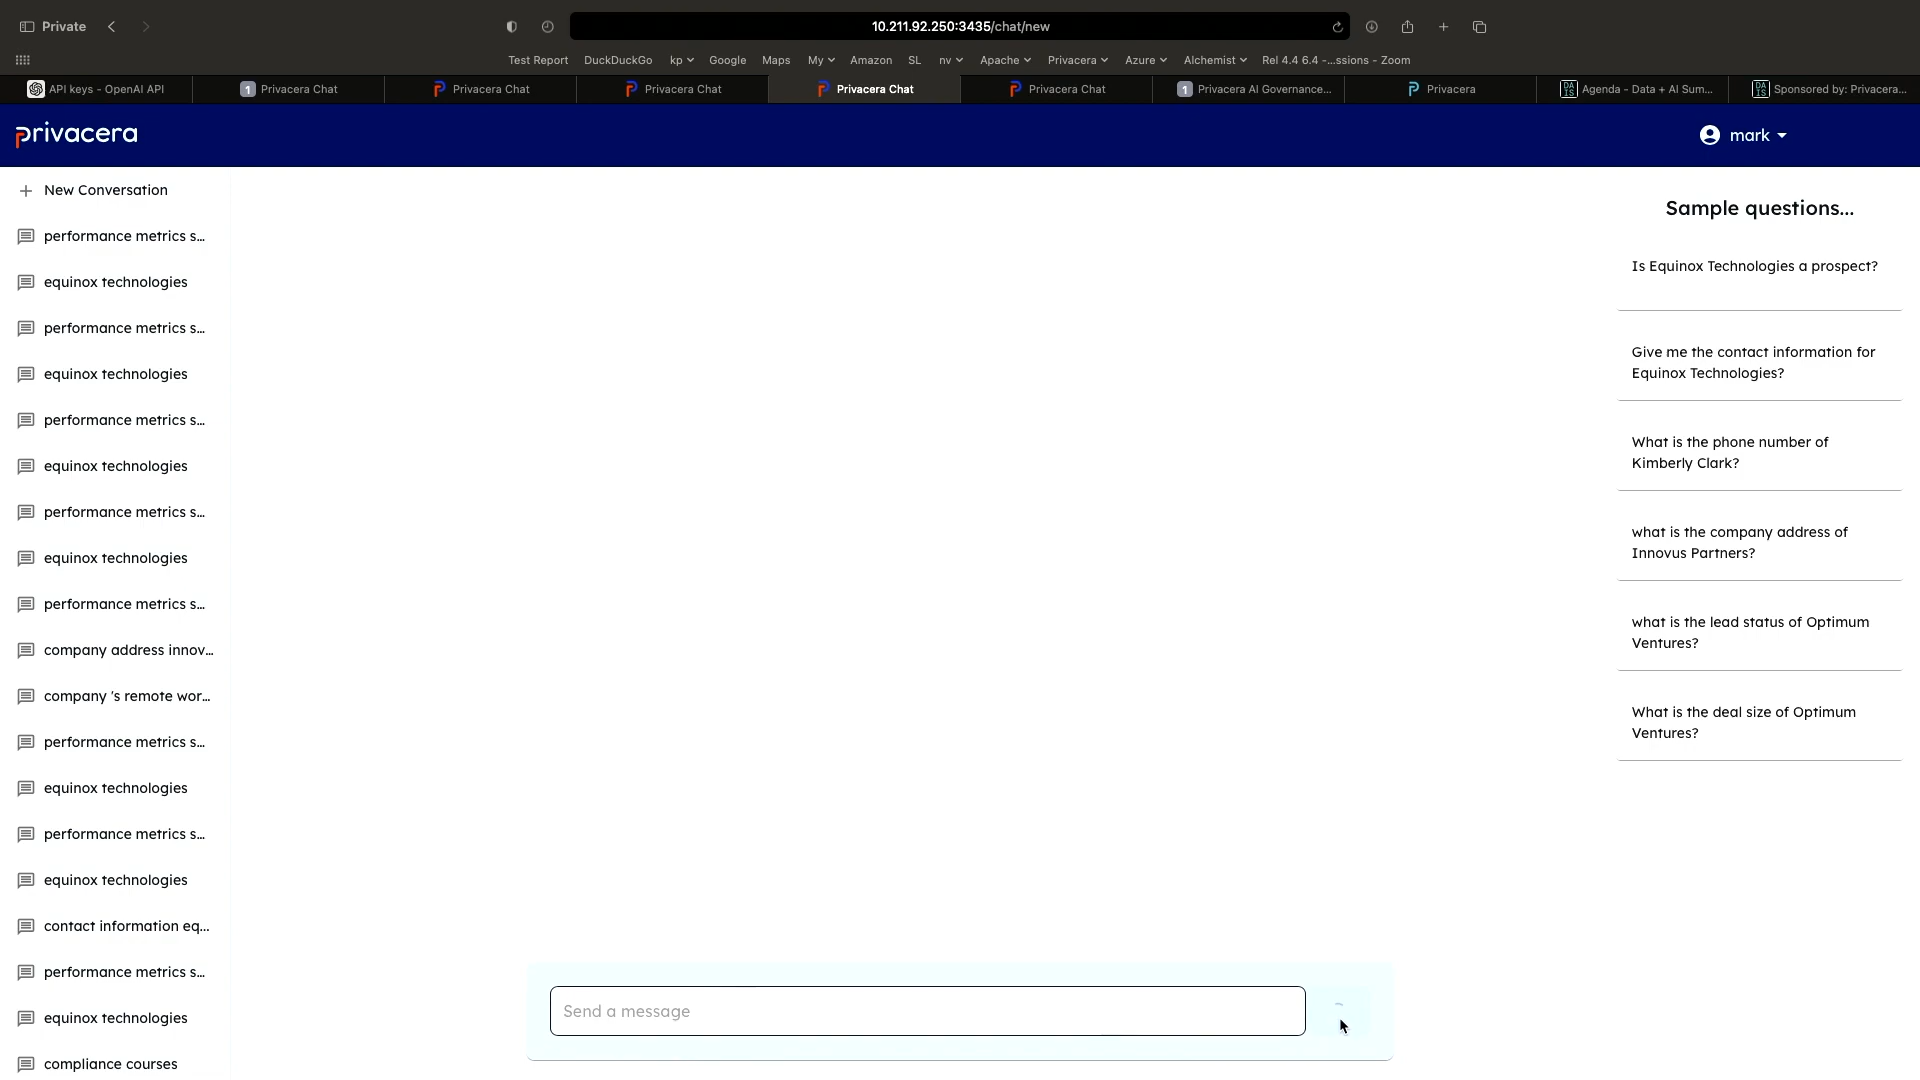 Private
10.211.92.250:3435/chat/new
Test Report DuckDuckGo kp Google Maps My Amazon SL nv Apache Privacera Azure Alchemist Rel 4.4 6.4 -...ssions - Zoom
API keys - OpenAI API
1 Privacera Chat
Privacera Chat
Privacera Chat
Privacera Chat
Privacera Chat
1 Privacera AI Governance...
Privacera
DA IS Agenda - Data + AI Sum...
DA IS Sponsored by: Privacera...
privacera
mark
New Conversation
performance metrics s...
equinox technologies
performance metrics s...
equinox technologies
performance metrics s...
equinox technologies
performance metrics s...
equinox technologies
performance metrics s...
company address innov...
company 's remote wor...
performance metrics s...
equinox technologies
performance metrics s...
equinox technologies
contact information eq...
performance metrics s...
equinox technologies
compliance courses
Send a message
Sample questions...
Is Equinox Technologies a prospect?
Give me the contact information for
Equinox Technologies?
What is the phone number of
Kimberly Clark?
what is the company address of
Innovus Partners?
what is the lead status of Optimum
Ventures?
What is the deal size of Optimum
Ventures?